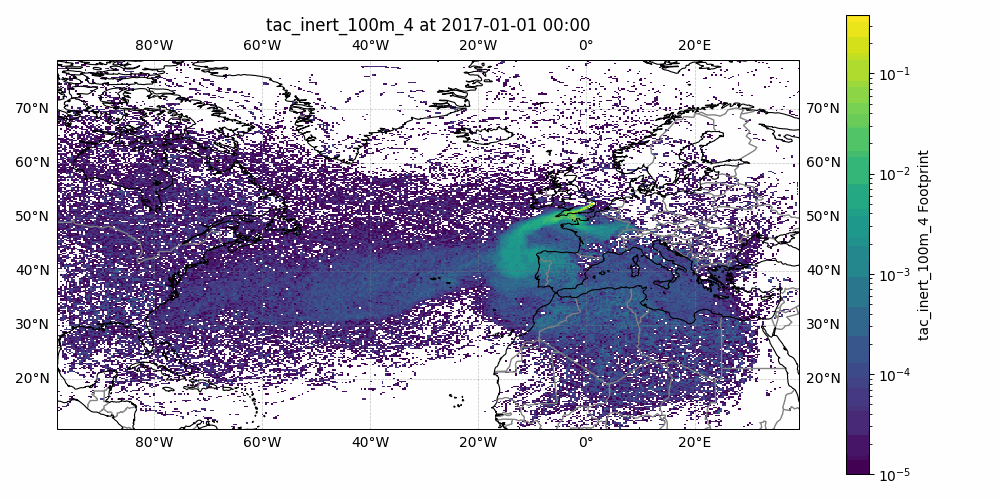 tac_inert_100m_4 at 2017-01-01 00:00
80°W 60°W 40°W 20°W 0° 20°E
70°N 70°N
60°N 60°N
50°N 50°N
40°N 40°N
30°N 30°N
20°N 20°N
80°W 60°W 40°W 20°W 0° 20°E
10⁻¹
10⁻²
10⁻³
10⁻⁴
10⁻⁵
tac_inert_100m_4 Footprint